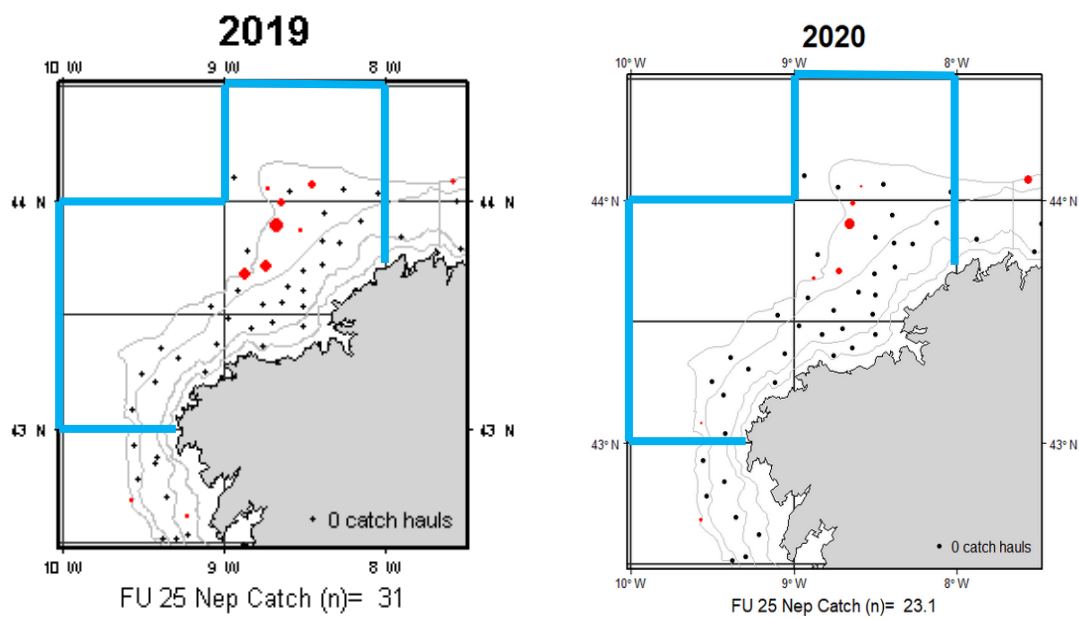 2019
10 W 9 W 8 W
44 N 44 N
43 N 43 N
0 catch hauls
10 W 9 W 8 W
FU 25 Nep Catch (n)= 31
2020
10°W 9°W 8°W
44°N 44°N
43°N 43°N
0 catch hauls
10°W 9°W 8°W
FU 25 Nep Catch (n)= 23.1